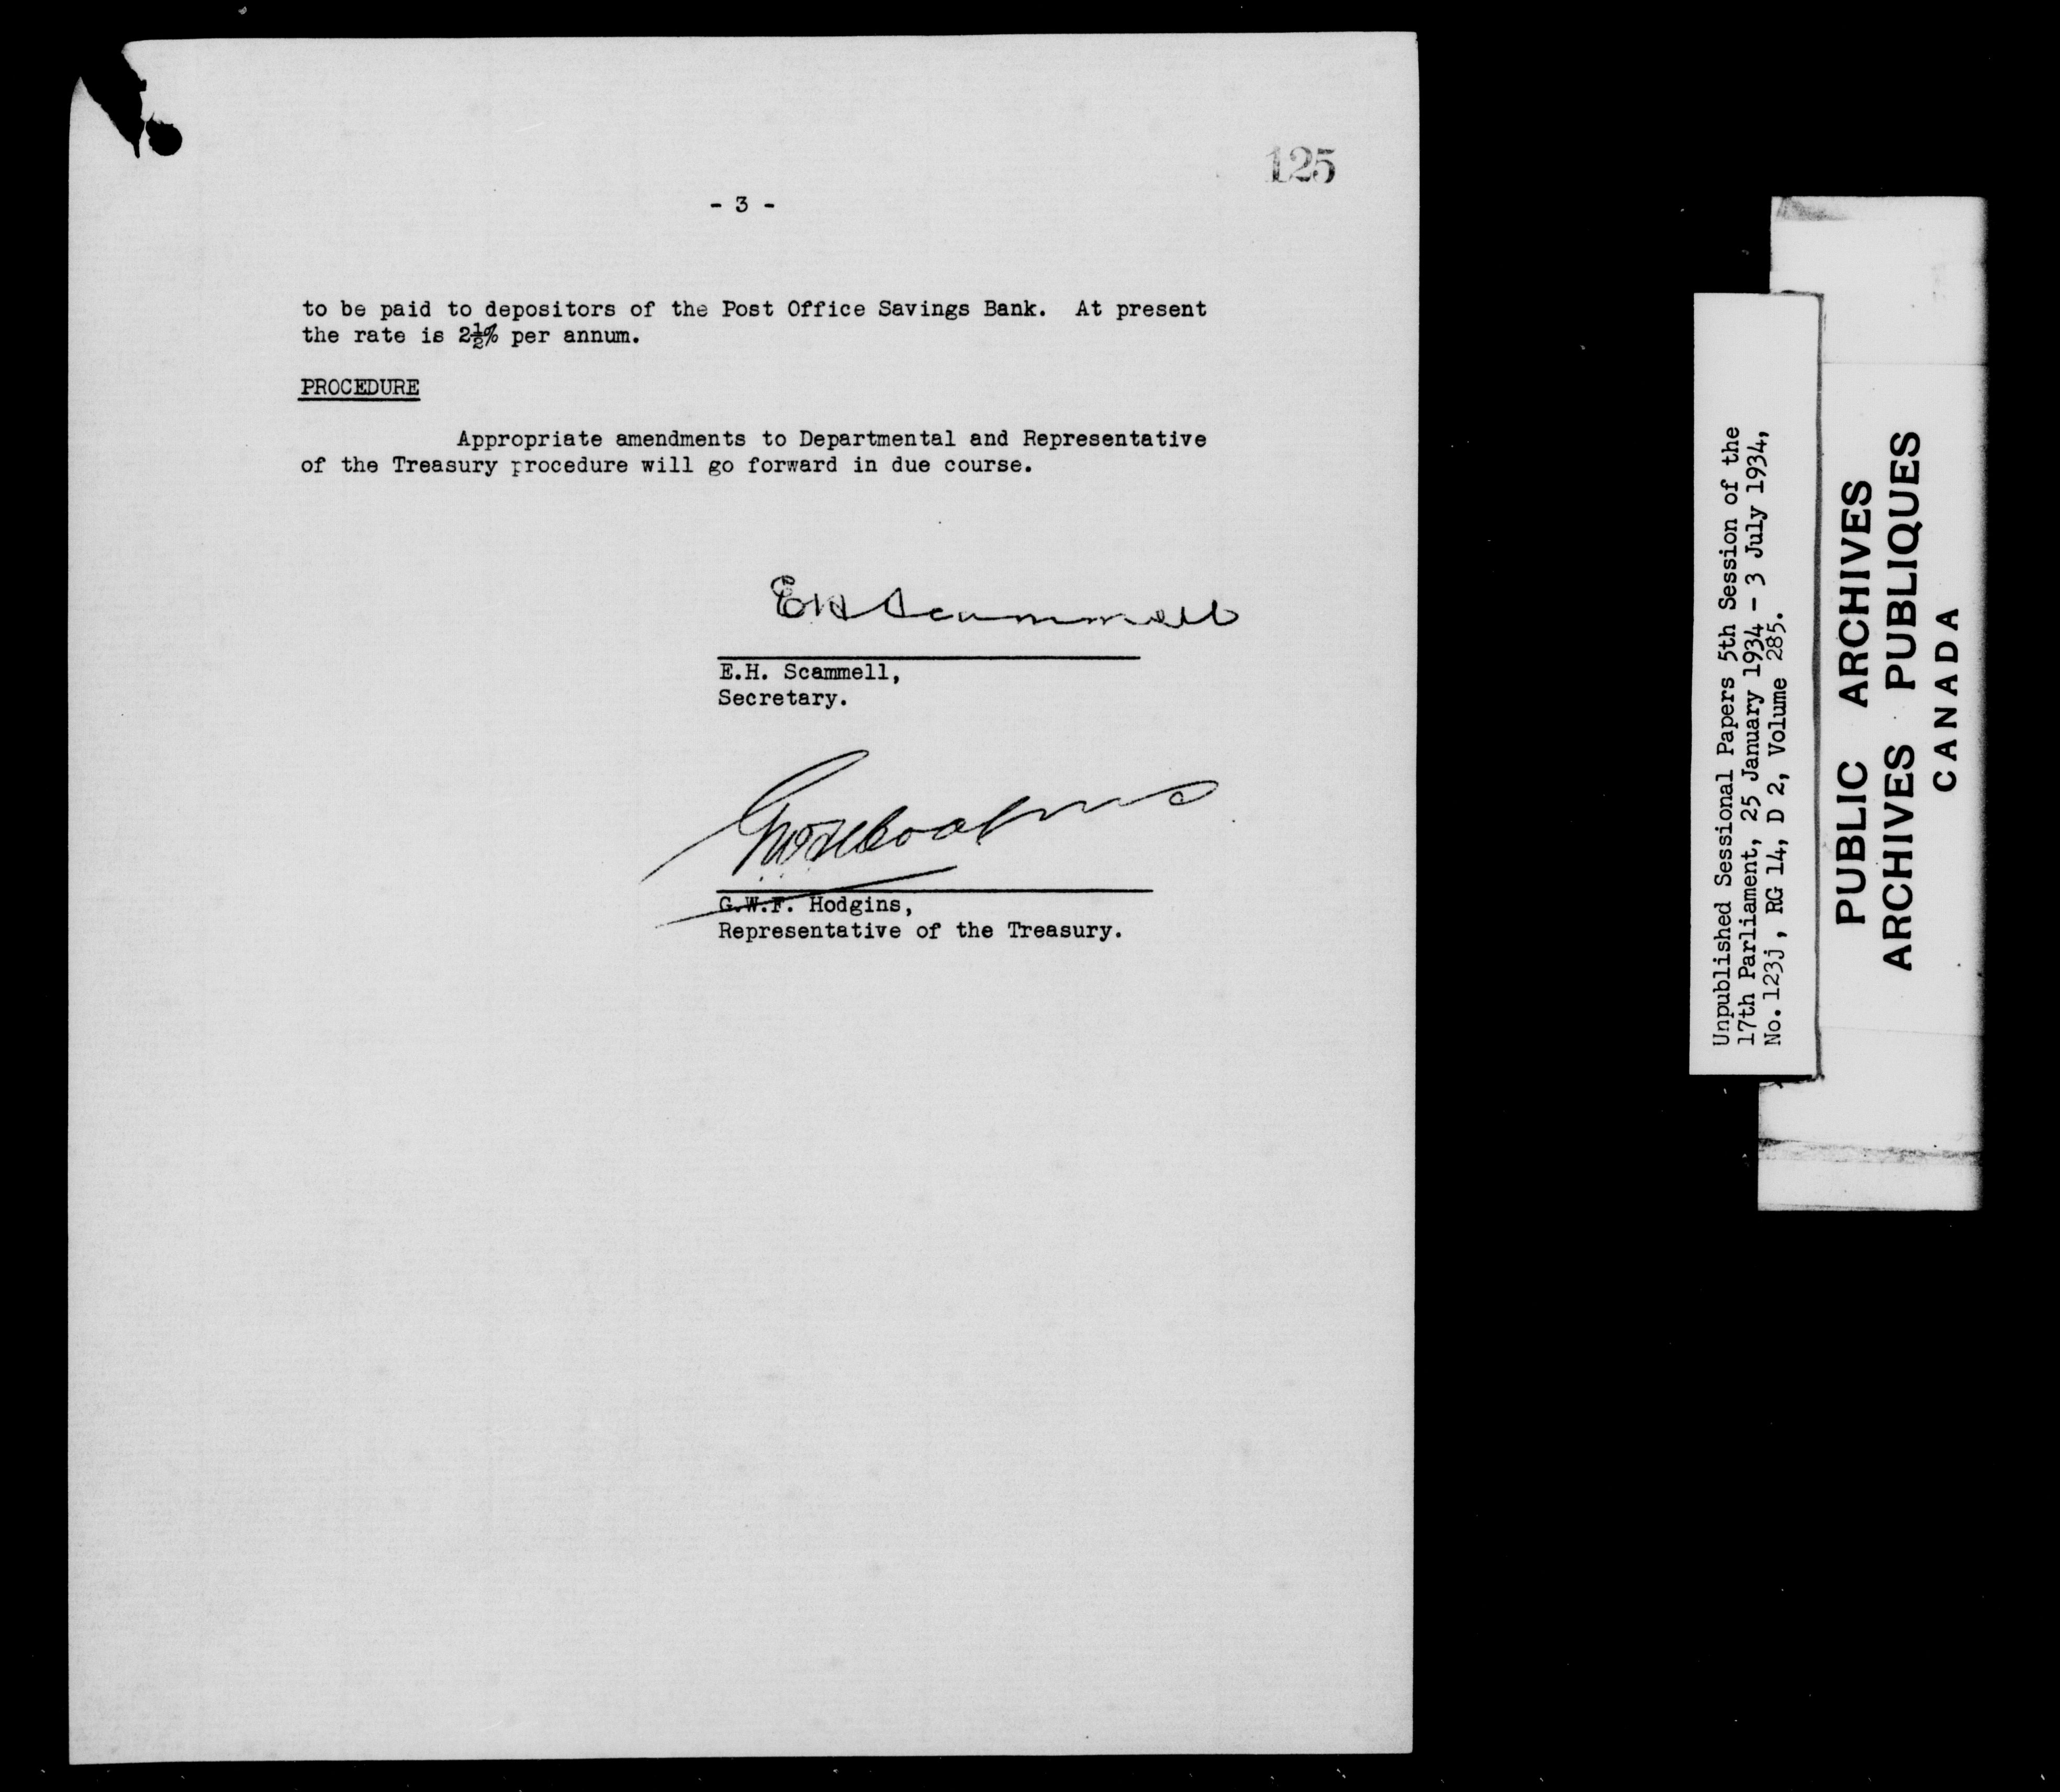 125
- 3 -
to be paid to depositors of the Post Office Savings Bank. At present
the rate is 2½% per annum.
PROCEDURE
Appropriate amendments to Departmental and Representative
of the Treasury procedure will go forward in due course.
EH Scammell
E.H. Scammell,
Secretary.
G.W.F. Hodgins,
Representative of the Treasury.
Unpublished Sessional Papers 5th Session of the
17th Parliament, 25 January 1934 - 3 July 1934,
No. 123j, RG 14, D 2, Volume 285.
PUBLIC ARCHIVES
ARCHIVES PUBLIQUES
CANADA